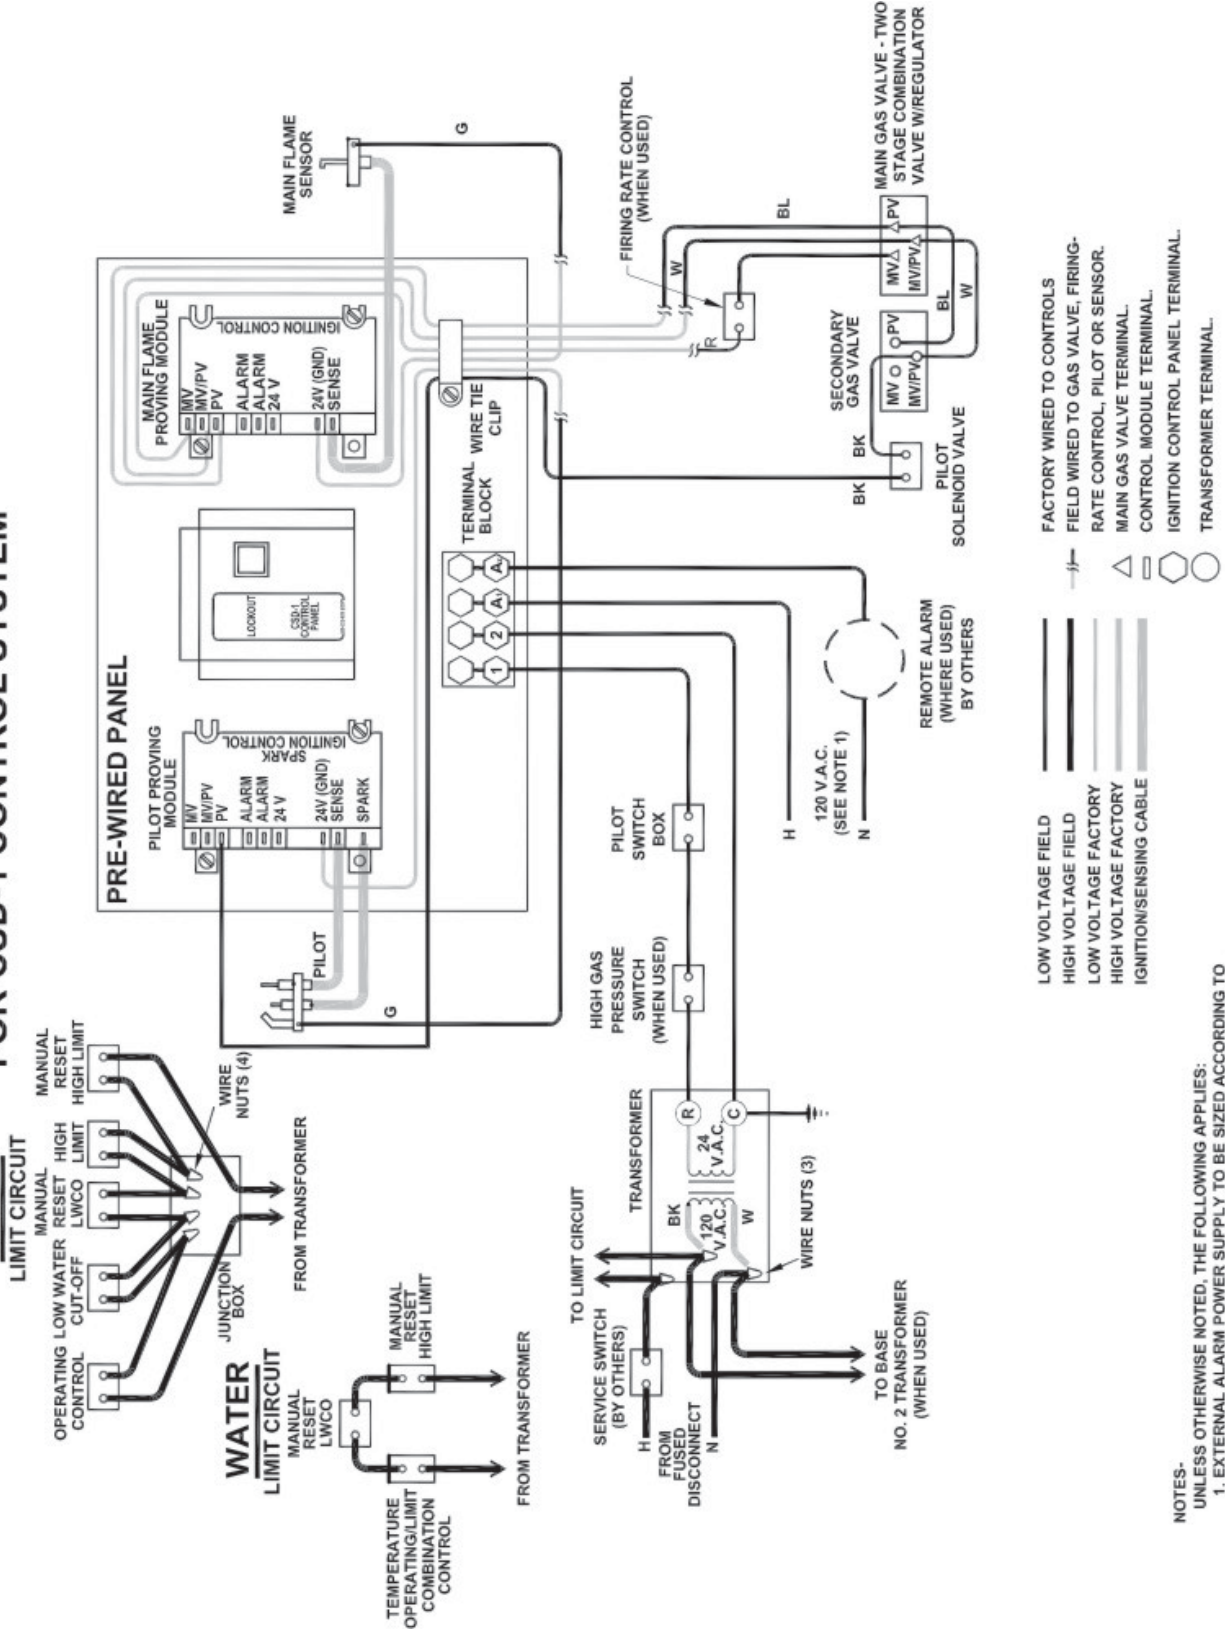 LIMIT CIRCUIT
OPERATING
CONTROL
LOW WATER
CUT-OFF
MANUAL
RESET
LWCO
HIGH
LIMIT
MANUAL
RESET
HIGH LIMIT
JUNCTION
BOX
WIRE
NUTS (4)
FROM TRANSFORMER
WATER
LIMIT CIRCUIT
MANUAL
RESET
LWCO
MANUAL
RESET
HIGH LIMIT
TEMPERATURE
OPERATING/LIMIT
COMBINATION
CONTROL
FROM TRANSFORMER
PRE-WIRED PANEL
PILOT PROVING
MODULE
MV
MV/PV
PV
ALARM
ALARM
24 V
24V (GND)
SENSE
SPARK
SPARK
IGNITION CONTROL
LOCKOUT
CSD-1
CONTROL
PANEL
MAIN FLAME
PROVING MODULE
MV
MV/PV
PV
ALARM
ALARM
24 V
24V (GND)
SENSE
IGNITION CONTROL
MAIN FLAME
SENSOR
G
PILOT
G
TERMINAL
BLOCK
1
2
A
A
WIRE TIE
CLIP
FIRING RATE CONTROL
(WHEN USED)
W
R
BL
MAIN GAS VALVE - TWO
STAGE COMBINATION
VALVE W/REGULATOR
MV
PV
MV/PV
BL
W
SECONDARY
GAS VALVE
MV
PV
MV/PV
BK
BK
PILOT
SOLENOID VALVE
TRANSFORMER
R
C
24
V.A.C.
120
V.A.C.
BK
W
WIRE NUTS (3)
TO LIMIT CIRCUIT
SERVICE SWITCH
(BY OTHERS)
H
FROM
FUSED
DISCONNECT
N
TO BASE
NO. 2 TRANSFORMER
(WHEN USED)
HIGH GAS
PRESSURE
SWITCH
(WHEN USED)
PILOT
SWITCH
BOX
H
120 V.A.C.
(SEE NOTE 1)
N
REMOTE ALARM
(WHERE USED)
BY OTHERS
LOW VOLTAGE FIELD
HIGH VOLTAGE FIELD
LOW VOLTAGE FACTORY
HIGH VOLTAGE FACTORY
IGNITION/SENSING CABLE
FACTORY WIRED TO CONTROLS
FIELD WIRED TO GAS VALVE, FIRING-
RATE CONTROL, PILOT OR SENSOR.
MAIN GAS VALVE TERMINAL.
CONTROL MODULE TERMINAL.
IGNITION CONTROL PANEL TERMINAL.
TRANSFORMER TERMINAL.
NOTES-
UNLESS OTHERWISE NOTED, THE FOLLOWING APPLIES:
1. EXTERNAL ALARM POWER SUPPLY TO BE SIZED ACCORDING TO